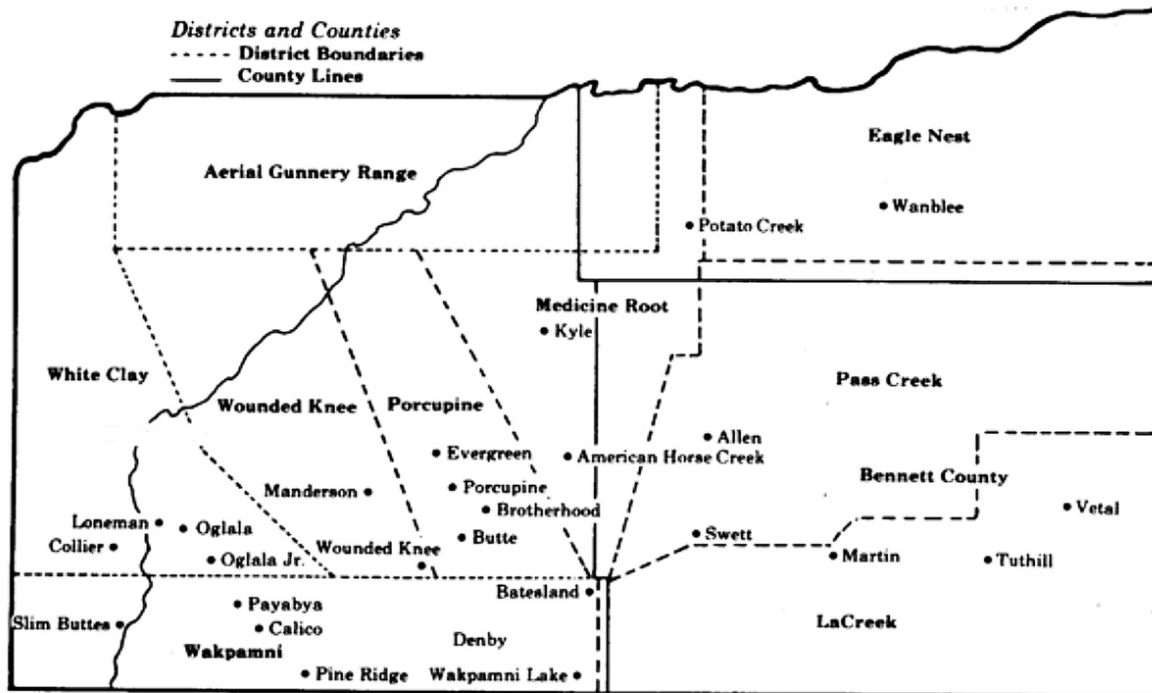 Districts and Counties
----- District Boundaries
—— County Lines
Eagle Nest
Aerial Gunnery Range
Wanblee
Potato Creek
Medicine Root
Kyle
White Clay
Pass Creek
Wounded Knee
Porcupine
Allen
Evergreen
American Horse Creek
Bennett County
Manderson
Porcupine
Vetal
Brotherhood
Loneman
Oglala
Swett
Collier
Butte
Wounded Knee
Martin
Oglala Jr.
Tuthill
Batesland
Payabya
Slim Buttes
Calico
LaCreek
Denby
Wakpamni
Pine Ridge
Wakpamni Lake